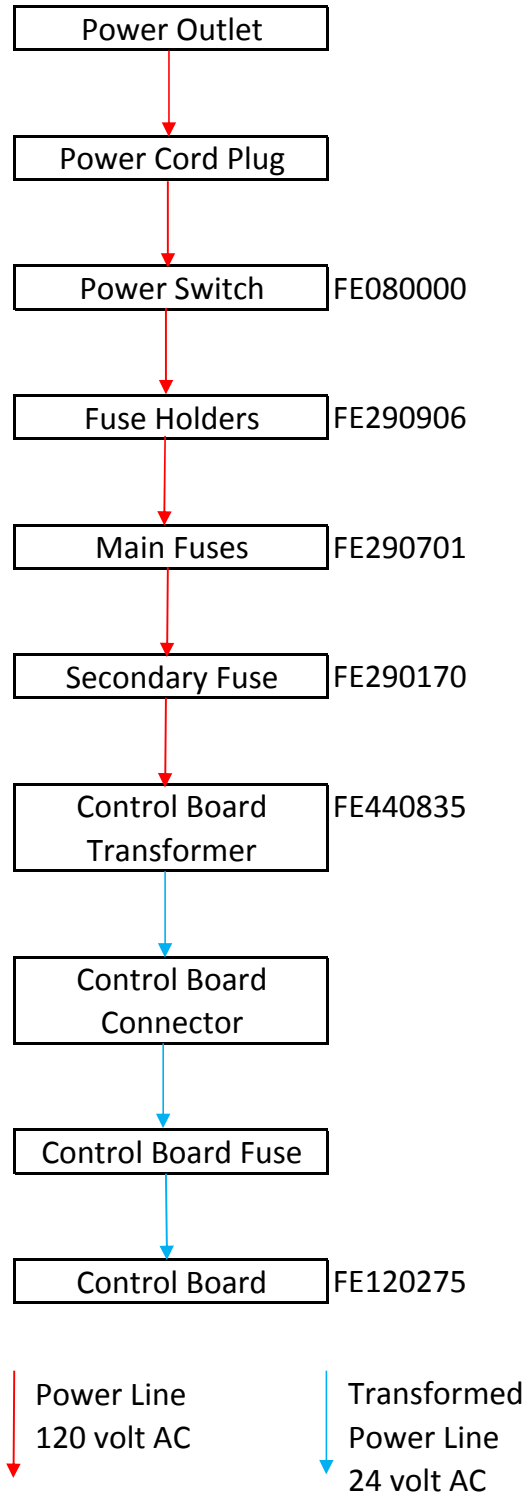 Power Outlet
Power Cord Plug
Power Switch FE080000
Fuse Holders FE290906
Main Fuses FE290701
Secondary Fuse FE290170
Control Board FE440835
Transformer
Control Board
Connector
Control Board Fuse
Control Board FE120275
Power Line
120 volt AC
Transformed
Power Line
24 volt AC